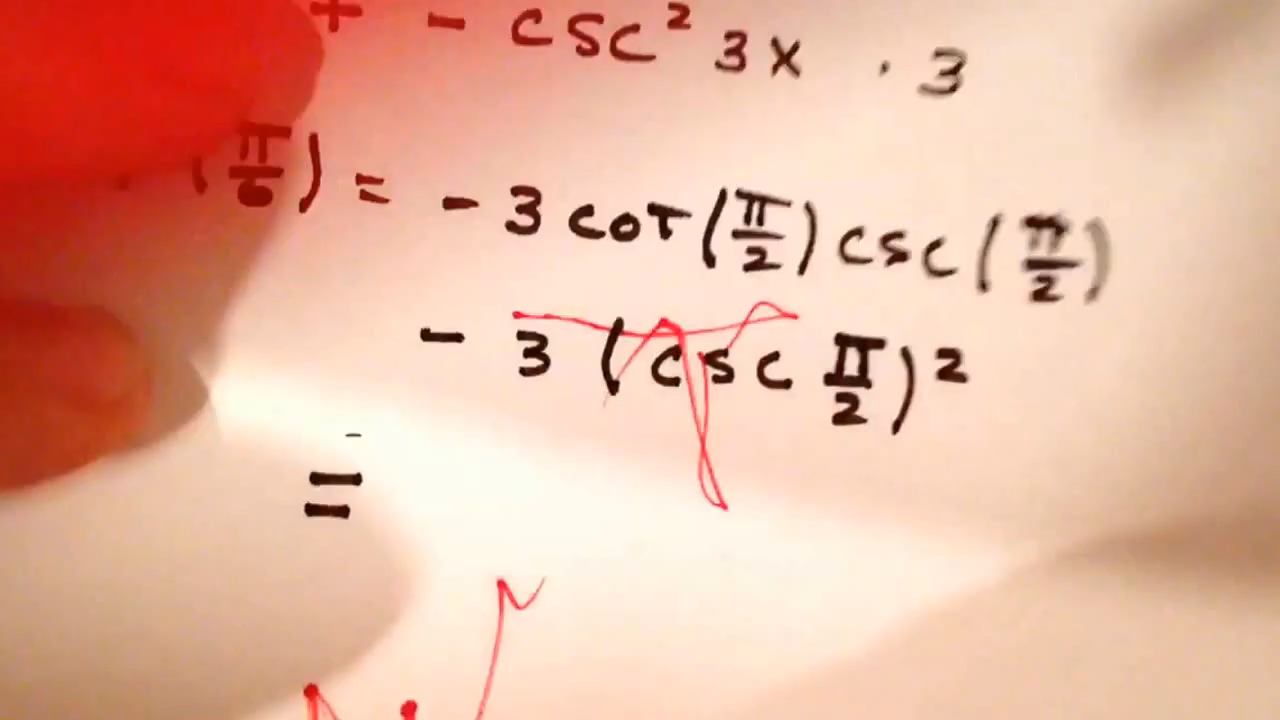 + - csc² 3x · 3
(π/6) = - 3 cot(π/2) csc(π/2)
- 3 (csc π/2)²
=